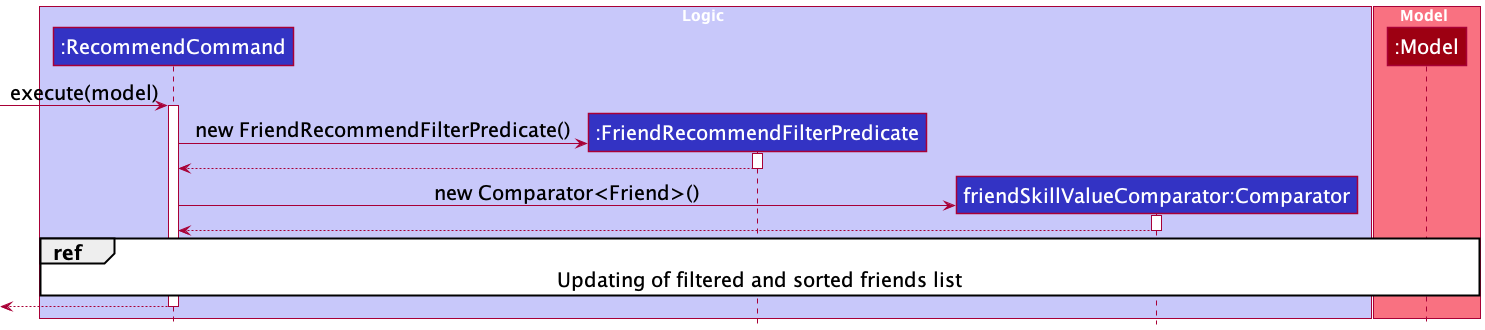 Logic
Model
:RecommendCommand
:Model
execute(model)
new FriendRecommendFilterPredicate()
:FriendRecommendFilterPredicate
new Comparator<Friend>()
friendSkillValueComparator:Comparator
ref
Updating of filtered and sorted friends list